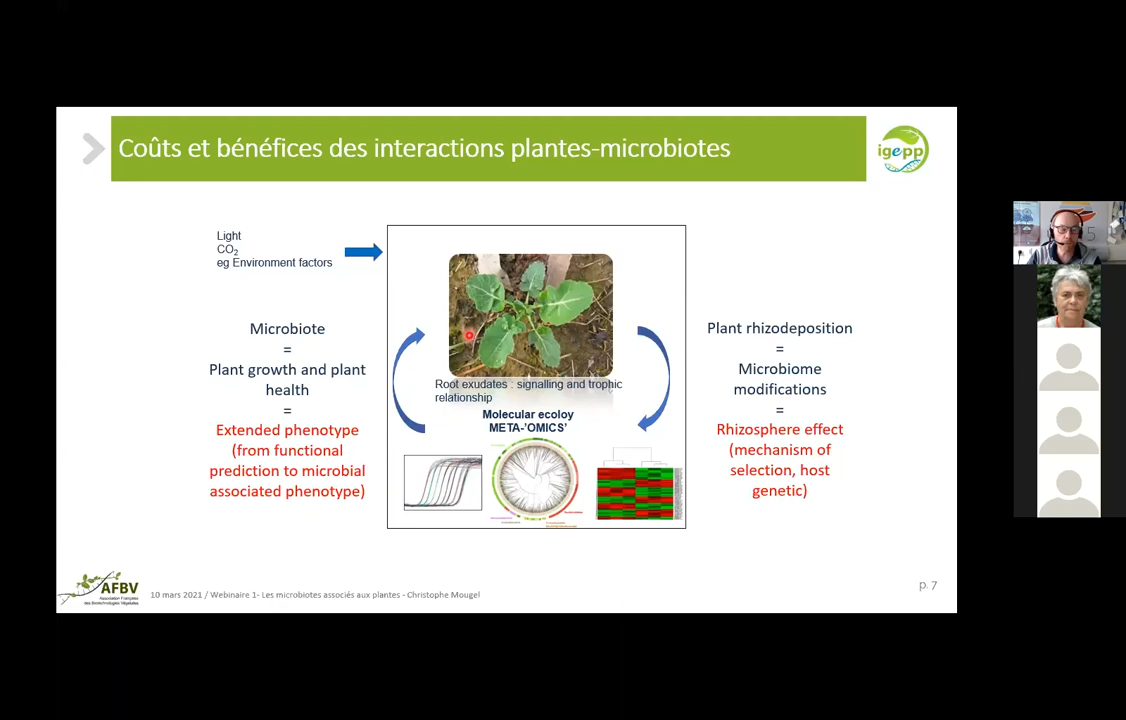 Coûts et bénéfices des interactions plantes-microbiotes
igepp
Light
CO2
eg Environment factors
Microbiote
=
Plant growth and plant
health
=
Extended phenotype
(from functional
prediction to microbial
associated phenotype)
Root exudates : signalling and trophic
relationship
Molecular ecoloy
META-'OMICS'
Plant rhizodeposition
=
Microbiome
modifications
=
Rhizosphere effect
(mechanism of
selection, host
genetic)
AFBV
Association Française
des Biotechnologies Végétales
10 mars 2021 / Webinaire 1- Les microbiotes associés aux plantes - Christophe Mougel
p. 7